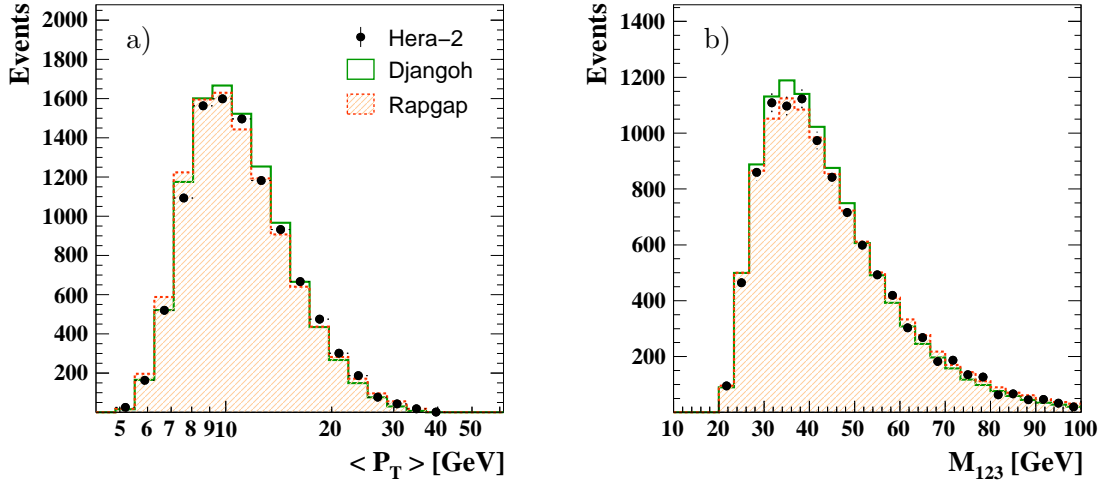 Events
2000
1800
1600
1400
1200
1000
800
600
400
200
a)
Hera−2
Djangoh
Rapgap
5 6 7 8 9 10 20 30 40 50
< P_T > [GeV]
Events
1400
1200
1000
800
600
400
200
b)
10 20 30 40 50 60 70 80 90 100
M_123 [GeV]